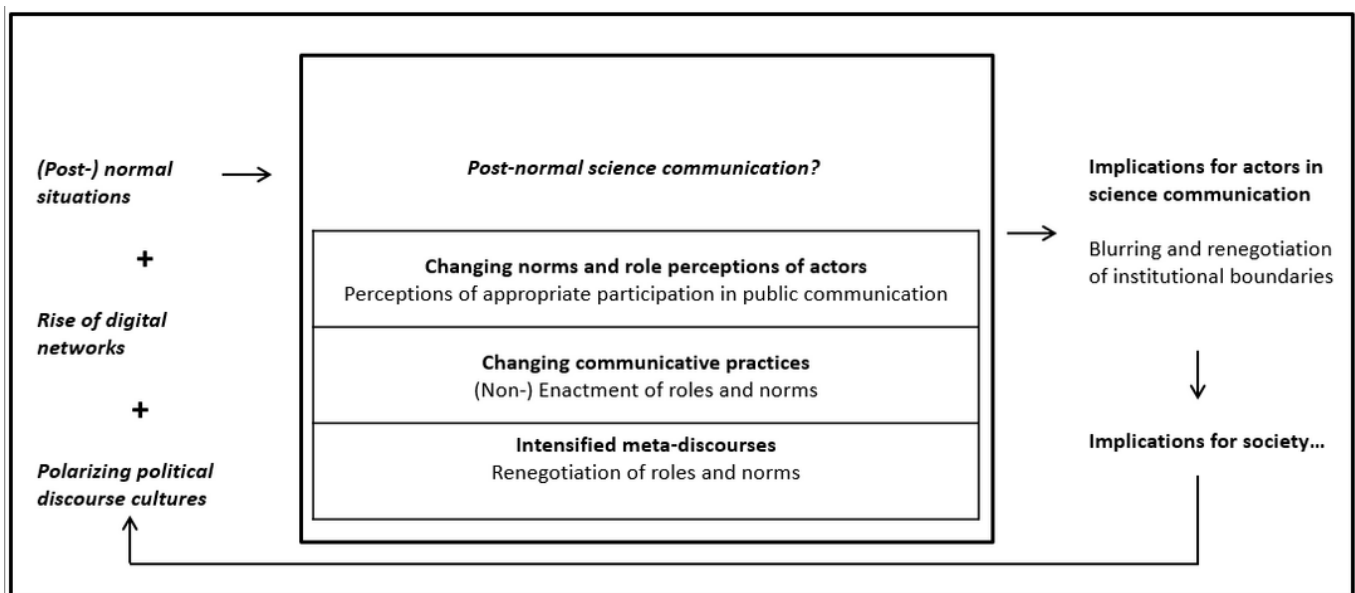 (Post-) normal
situations
+
Rise of digital
networks
+
Polarizing political
discourse cultures
Post-normal science communication?
Changing norms and role perceptions of actors
Perceptions of appropriate participation in public communication
Changing communicative practices
(Non-) Enactment of roles and norms
Intensified meta-discourses
Renegotiation of roles and norms
Implications for actors in
science communication
Blurring and renegotiation
of institutional boundaries
Implications for society...